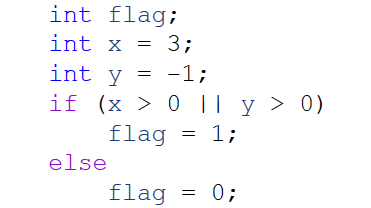 int flag;
int x = 3;
int y = -1;
if (x > 0 || y > 0)
    flag = 1;
else
    flag = 0;